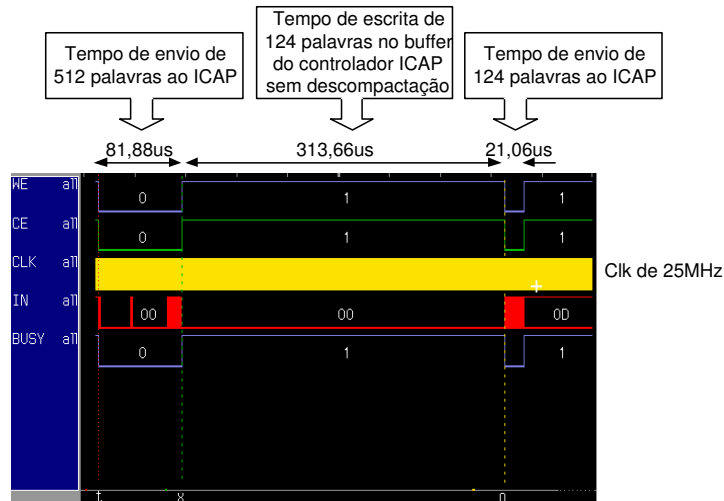 Tempo de envio de
512 palavras ao ICAP
Tempo de escrita de
124 palavras no buffer
do controlador ICAP
sem descompactação
Tempo de envio de
124 palavras ao ICAP
81,88us
313,66us
21,06us
WE all
0
1
1
CE all
0
1
1
CLK all
Clk de 25MHz
IN all
00
00
0D
BUSY all
0
1
1
t
X
O